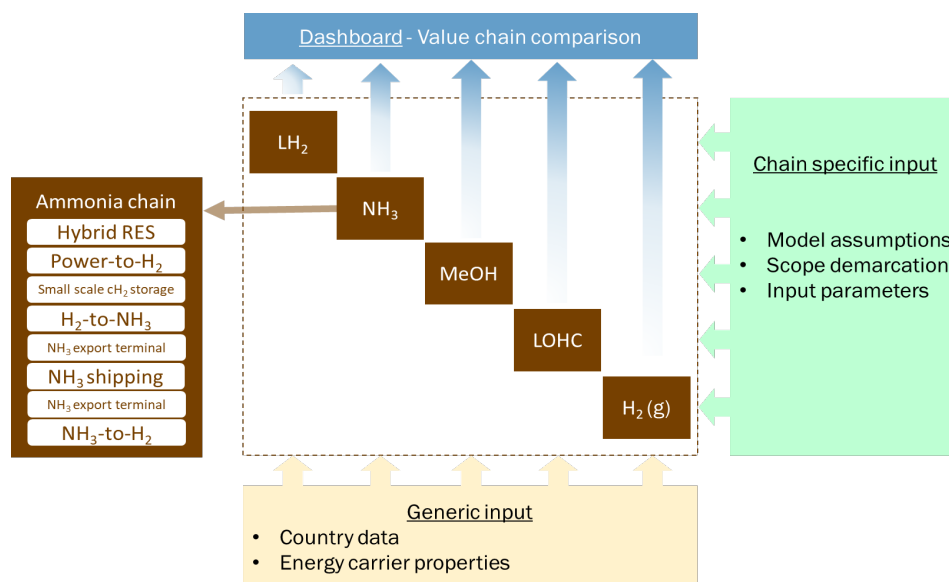 Dashboard - Value chain comparison
LH₂
NH₃
MeOH
LOHC
H₂ (g)
Ammonia chain
Hybrid RES
Power-to-H₂
Small scale cH₂ storage
H₂-to-NH₃
NH₃ export terminal
NH₃ shipping
NH₃ export terminal
NH₃-to-H₂
Chain specific input
• Model assumptions
• Scope demarcation
• Input parameters
Generic input
• Country data
• Energy carrier properties